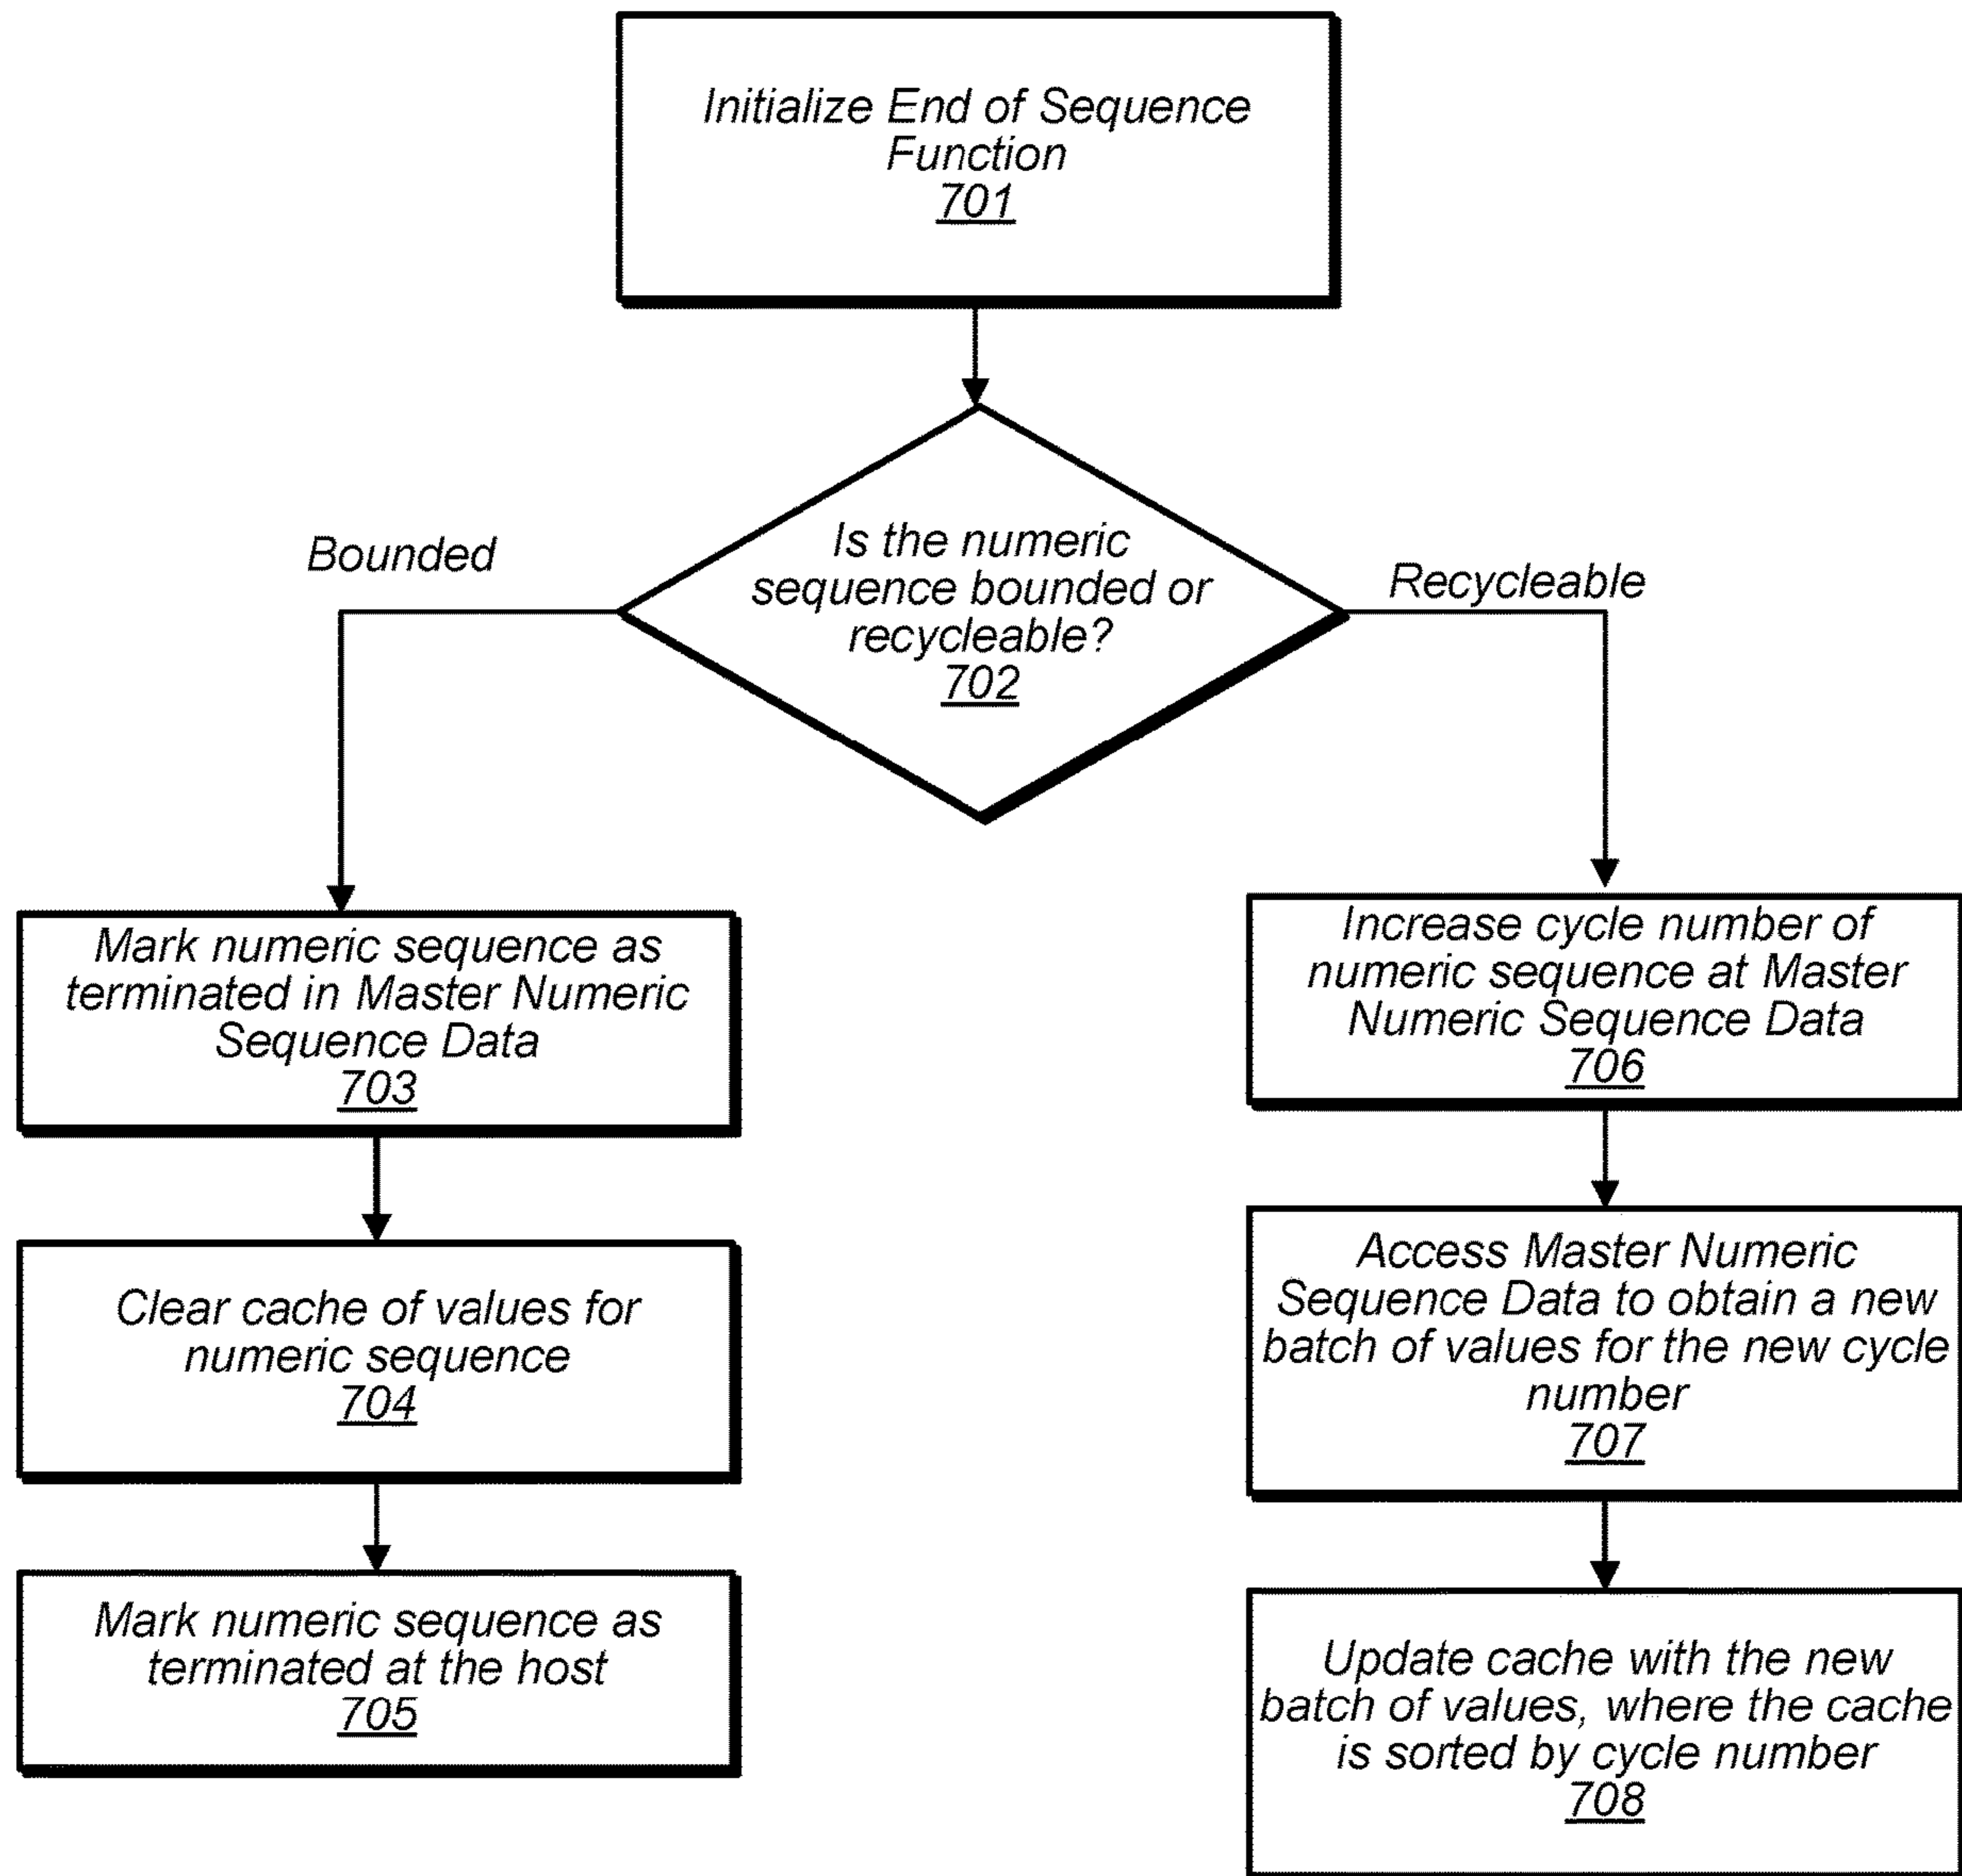 Initialize End of Sequence
Function
701
Is the numeric
sequence bounded or
recycleable?
702
Bounded
Recycleable
Mark numeric sequence as
terminated in Master Numeric
Sequence Data
703
Clear cache of values for
numeric sequence
704
Mark numeric sequence as
terminated at the host
705
Increase cycle number of
numeric sequence at Master
Numeric Sequence Data
706
Access Master Numeric
Sequence Data to obtain a new
batch of values for the new cycle
number
707
Update cache with the new
batch of values, where the cache
is sorted by cycle number
708